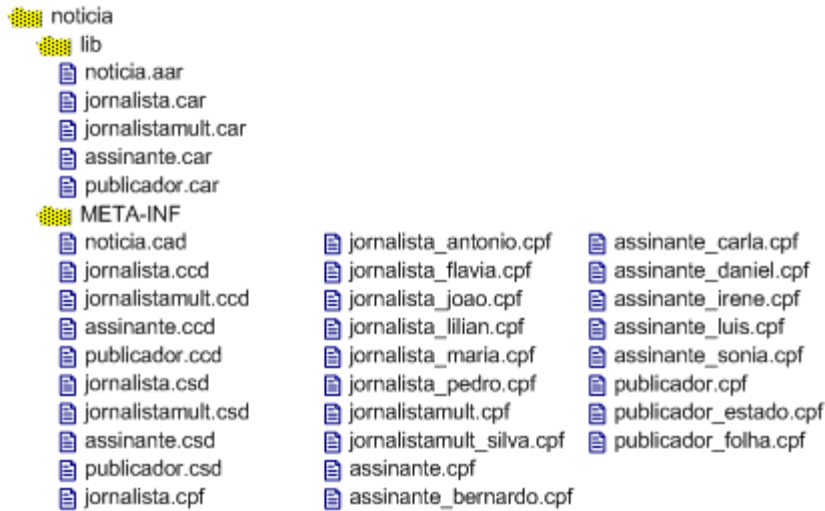 noticia
lib
noticia.aar
jornalista.car
jornalistamult.car
assinante.car
publicador.car
META-INF
noticia.cad
jornalista.ccd
jornalistamult.ccd
assinante.ccd
publicador.ccd
jornalista.csd
jornalistamult.csd
assinante.csd
publicador.csd
jornalista.cpf
jornalista_antonio.cpf
jornalista_flavia.cpf
jornalista_joao.cpf
jornalista_lilian.cpf
jornalista_maria.cpf
jornalista_pedro.cpf
jornalistamult.cpf
jornalistamult_silva.cpf
assinante.cpf
assinante_bernardo.cpf
assinante_carla.cpf
assinante_daniel.cpf
assinante_irene.cpf
assinante_luis.cpf
assinante_sonia.cpf
publicador.cpf
publicador_estado.cpf
publicador_folha.cpf